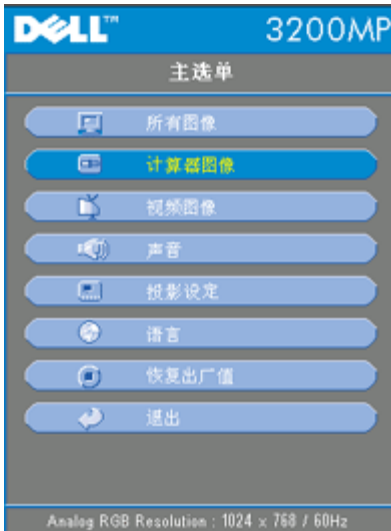 DELL™ 3200MP
主选单
所有图像
计算器图像
视频图像
声音
投影设定
语言
恢复出厂值
退出
Analog RGB Resolution : 1024 x 768 / 60Hz